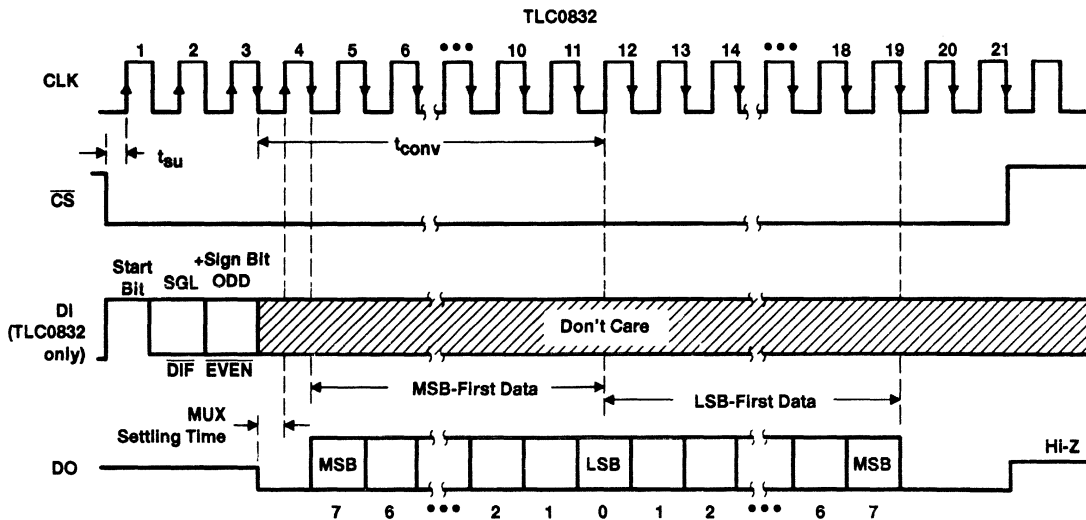 TLC0832
1 2 3 4 5 6 ••• 10 11 12 13 14 ••• 18 19 20 21
CLK
tsu
tconv
CS
Start Bit
SGL
+Sign Bit ODD
DI (TLC0832 only)
Don't Care
DIF
EVEN
MSB-First Data
LSB-First Data
MUX Settling Time
Hi-Z
DO
MSB
LSB
MSB
7 6 ••• 2 1 0 1 2 ••• 6 7